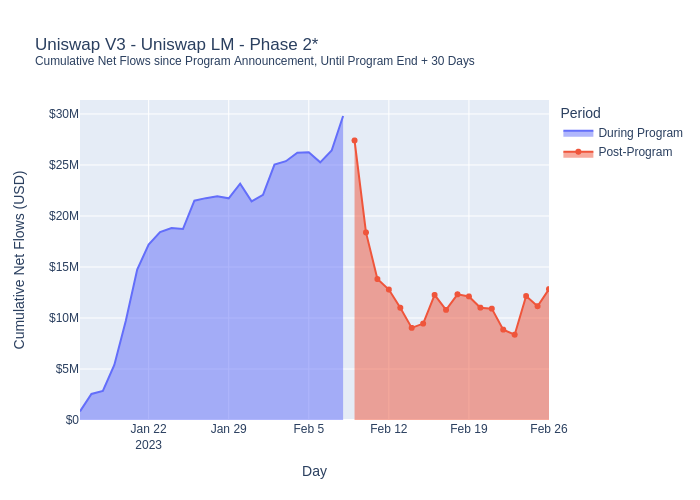 Uniswap V3 - Uniswap LM - Phase 2*
Cumulative Net Flows since Program Announcement, Until Program End + 30 Days
Period
During Program
Post-Program
Cumulative Net Flows (USD)
$30M
$25M
$20M
$15M
$10M
$5M
$0
Jan 22
2023
Jan 29
Feb 5
Feb 12
Feb 19
Feb 26
Day